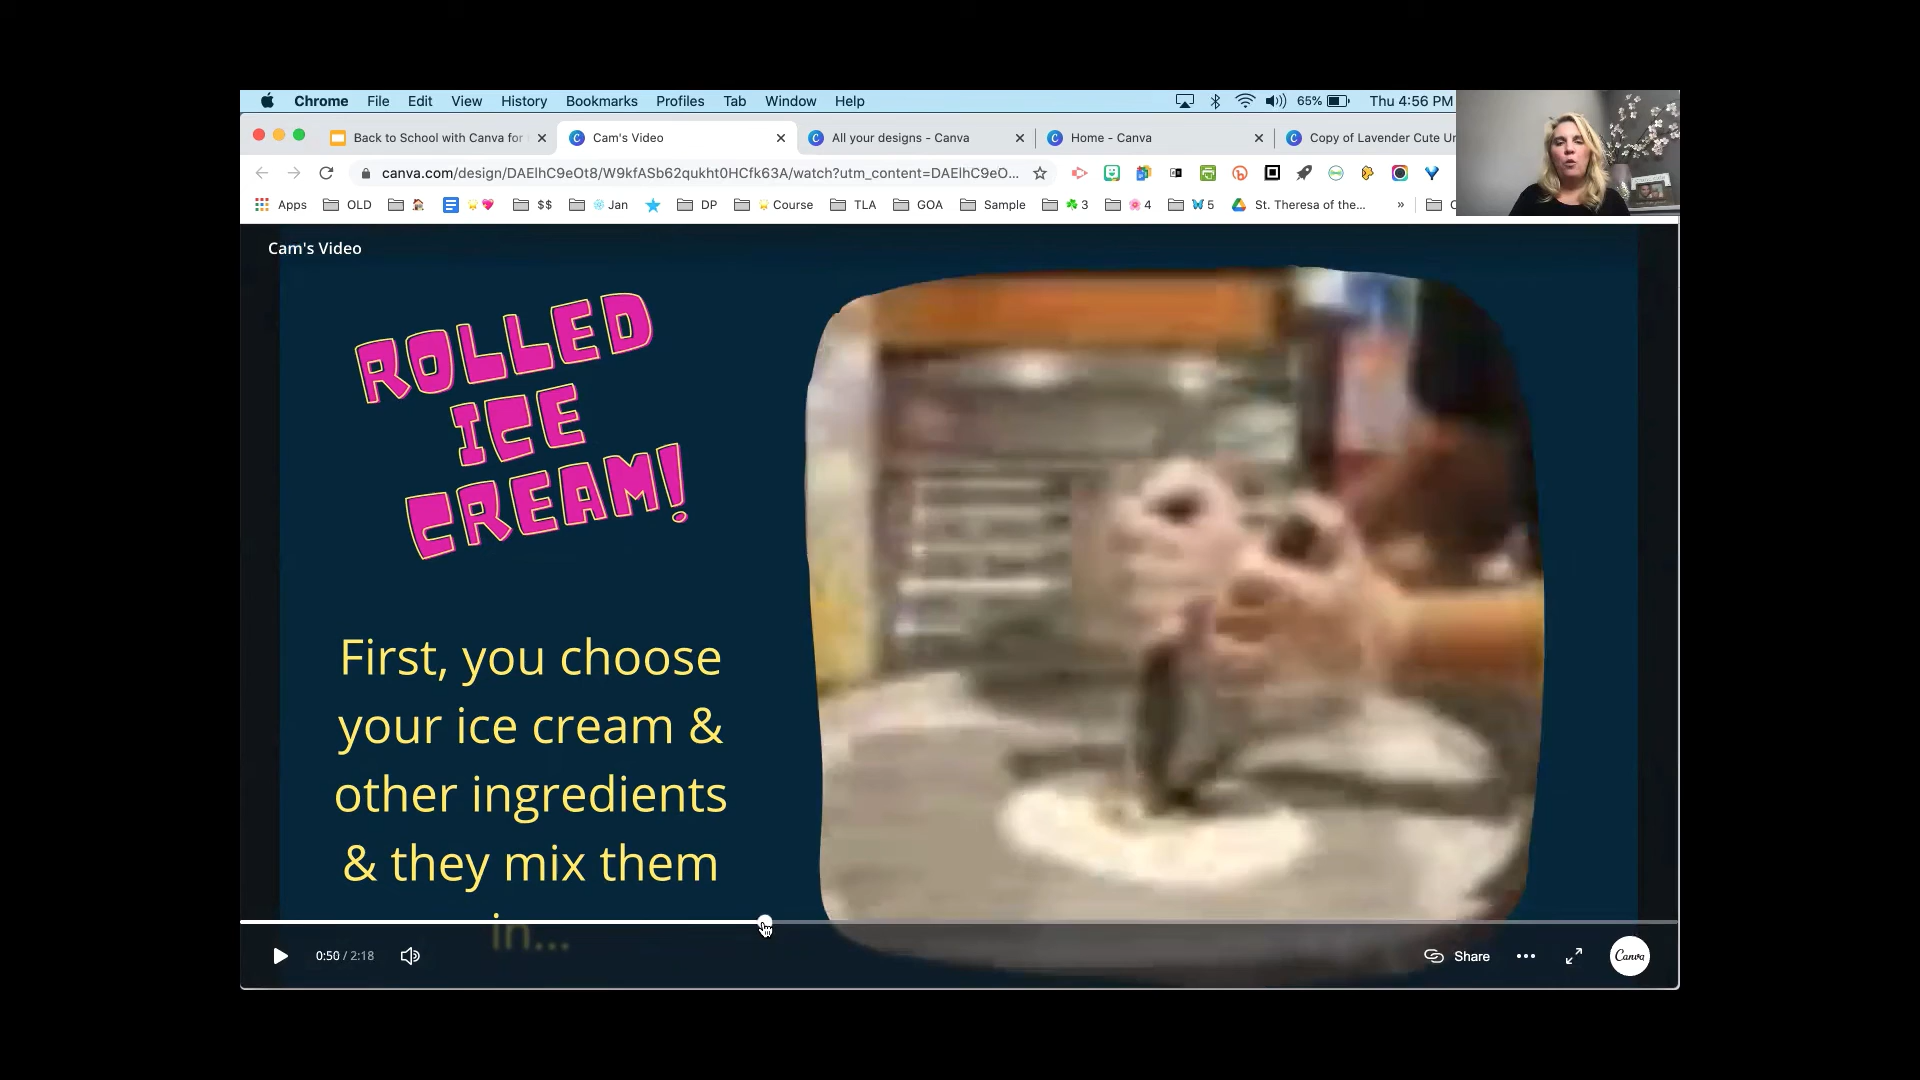 Chrome File Edit View History Bookmarks Profiles Tab Window Help 65% Thu 4:56 PM
Back to School with Canva for Cam's Video All your designs - Canva Home - Canva Copy of Lavender Cute Un
canva.com/design/DAElhC9eOt8/W9kfASb62qukht0HCfk63A/watch?utm_content=DAElhC9eO...
Apps OLD $$ Jan DP Course TLA GOA Sample 3 4 5 St. Theresa of the... »
Cam's Video
ROLLED
ICE
CREAM!
First, you choose
your ice cream &
other ingredients
& they mix them
in...
0:50 / 2:18 Share Canva